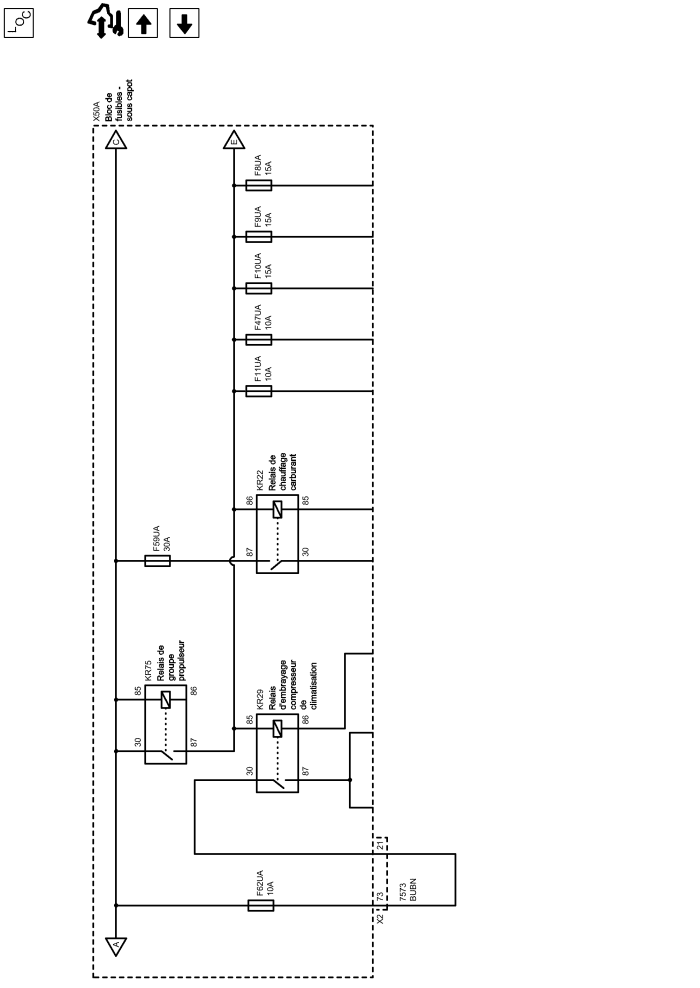 LOC
X50A
Bloc de
fusibles -
sous capot
C
E
F8UA
15A
F9UA
15A
F10UA
15A
F47UA
10A
F11UA
10A
KR22
Relais de
chauffage
carburant
86
85
87
30
F59UA
30A
KR75
Relais de
groupe
propulseur
85
86
30
87
KR29
Relais
d'embrayage
compresseur
de
climatisation
85
86
30
87
F62UA
10A
A
21
73
X2
7573
BUBN